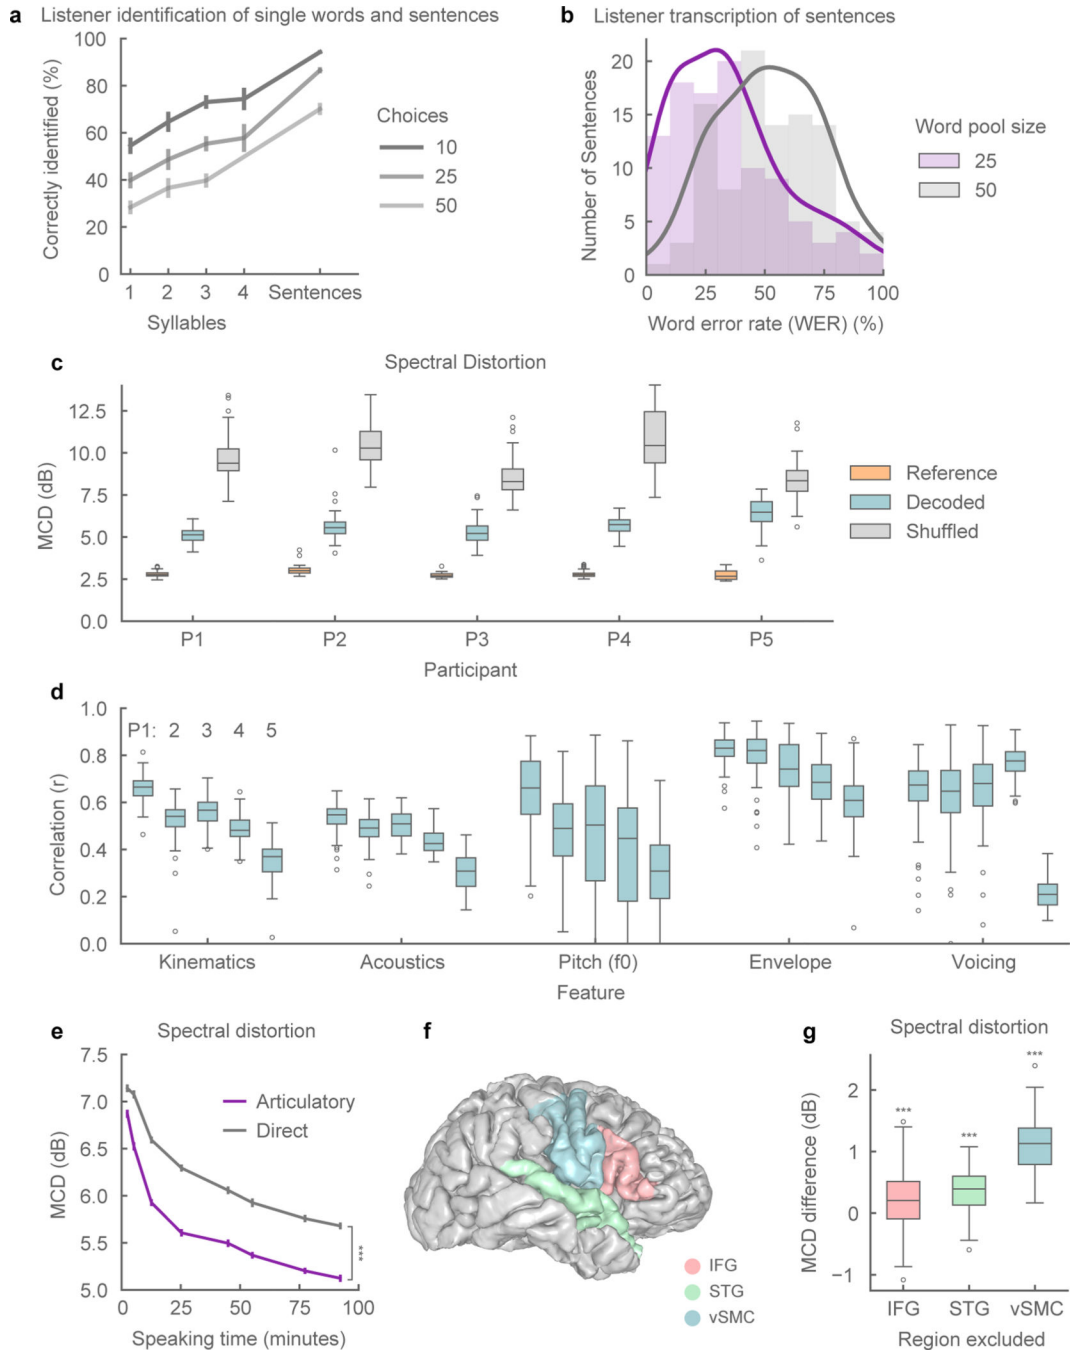 a Listener identification of single words and sentences
Correctly identified (%)
100
80
60
40
20
0
1 2 3 4 Sentences
Syllables
Choices
10
25
50
b Listener transcription of sentences
Number of Sentences
20
15
10
5
0
0 25 50 75 100
Word error rate (WER) (%)
Word pool size
25
50
c Spectral Distortion
MCD (dB)
12.5
10.0
7.5
5.0
2.5
0.0
P1 P2 P3 P4 P5
Participant
Reference
Decoded
Shuffled
d
Correlation (r)
1.0
0.8
0.6
0.4
0.2
0.0
P1: 2 3 4 5
Kinematics Acoustics Pitch (f0) Envelope Voicing
Feature
e Spectral distortion
MCD (dB)
7.5
7.0
6.5
6.0
5.5
5.0
Articulatory
Direct
***
0 25 50 75 100
Speaking time (minutes)
f
IFG
STG
vSMC
g Spectral distortion
MCD difference (dB)
2
1
0
−1
*** *** ***
IFG STG vSMC
Region excluded